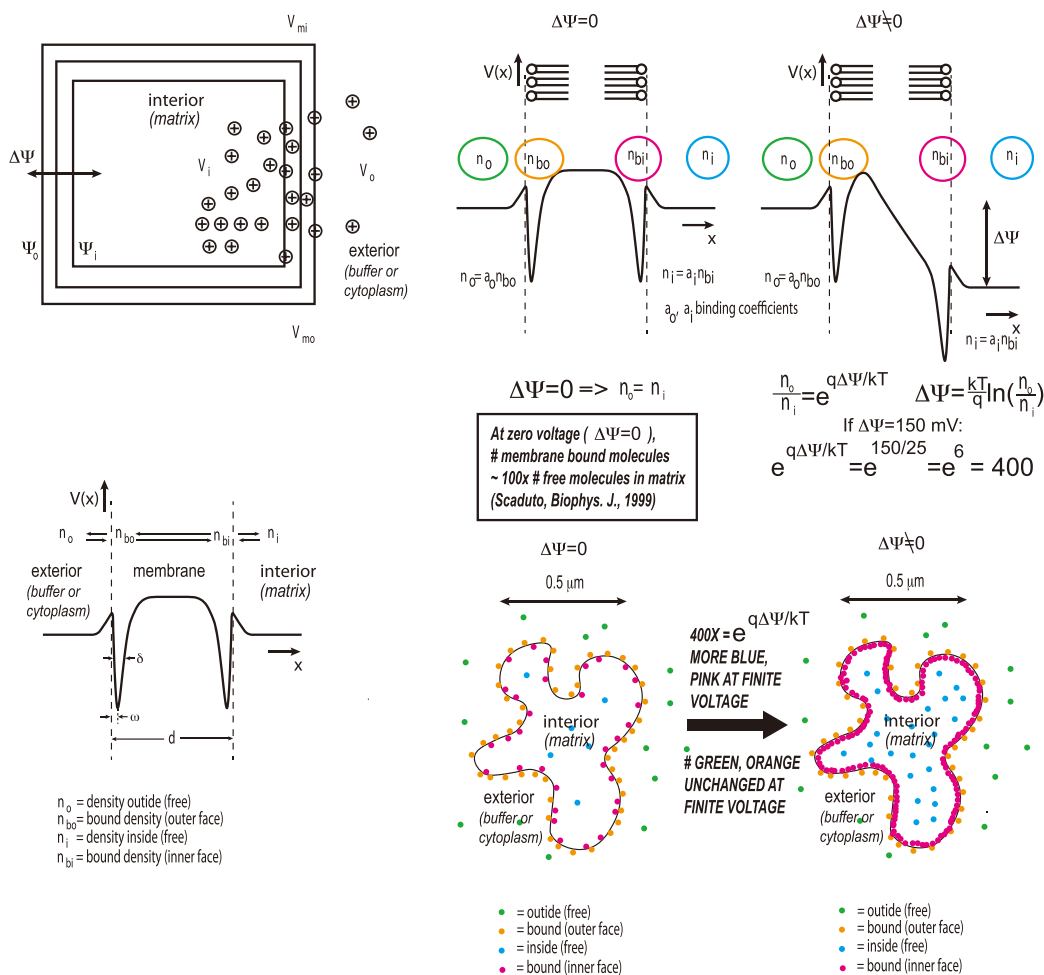 V_mi
interior
(matrix)
ΔΨ
V_i
V_o
Ψ_o
Ψ_i
exterior
(buffer or
cytoplasm)
V_mo
ΔΨ=0
V(x)
n_o
n_bo
n_bi
n_i
x
n_o= a_o n_bo
n_i = a_i n_bi
a_o, a_i binding coefficients
ΔΨ≠0
V(x)
n_o
n_bo
n_bi
n_i
ΔΨ
x
n_o= a_o n_bo
n_i = a_i n_bi
ΔΨ=0 => n_o = n_i
At zero voltage ( ΔΨ=0 ),
# membrane bound molecules
~ 100x # free molecules in matrix
(Scaduto, Biophys. J., 1999)
n_o/n_i = e^qΔΨ/kT
ΔΨ= kT/q ln(n_o/n_i)
If ΔΨ=150 mV:
e^qΔΨ/kT = e^150/25 = e^6 = 400
V(x)
n_o
n_bo
n_bi
n_i
exterior
(buffer or
cytoplasm)
membrane
interior
(matrix)
x
δ
ω
d
n_o = density outide (free)
n_bo = bound density (outer face)
n_i = density inside (free)
n_bi = bound density (inner face)
ΔΨ=0
0.5 µm
interior
(matrix)
exterior
(buffer or
cytoplasm)
400X = e^qΔΨ/kT
MORE BLUE,
PINK AT FINITE
VOLTAGE
# GREEN, ORANGE
UNCHANGED AT
FINITE VOLTAGE
ΔΨ≠0
0.5 µm
interior
(matrix)
exterior
(buffer or
cytoplasm)
= outide (free)
= bound (outer face)
= inside (free)
= bound (inner face)
= outide (free)
= bound (outer face)
= inside (free)
= bound (inner face)